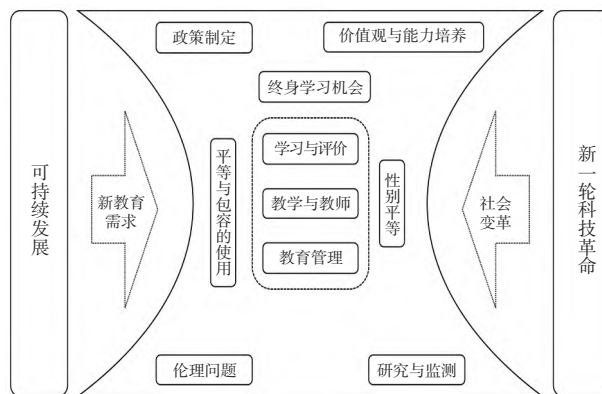 政策制定
价值观与能力培养
终身学习机会
可持续发展
新教育
需求
平等与包容的使用
学习与评价
教学与教师
教育管理
性别平等
社会
变革
新一轮科技革命
伦理问题
研究与监测